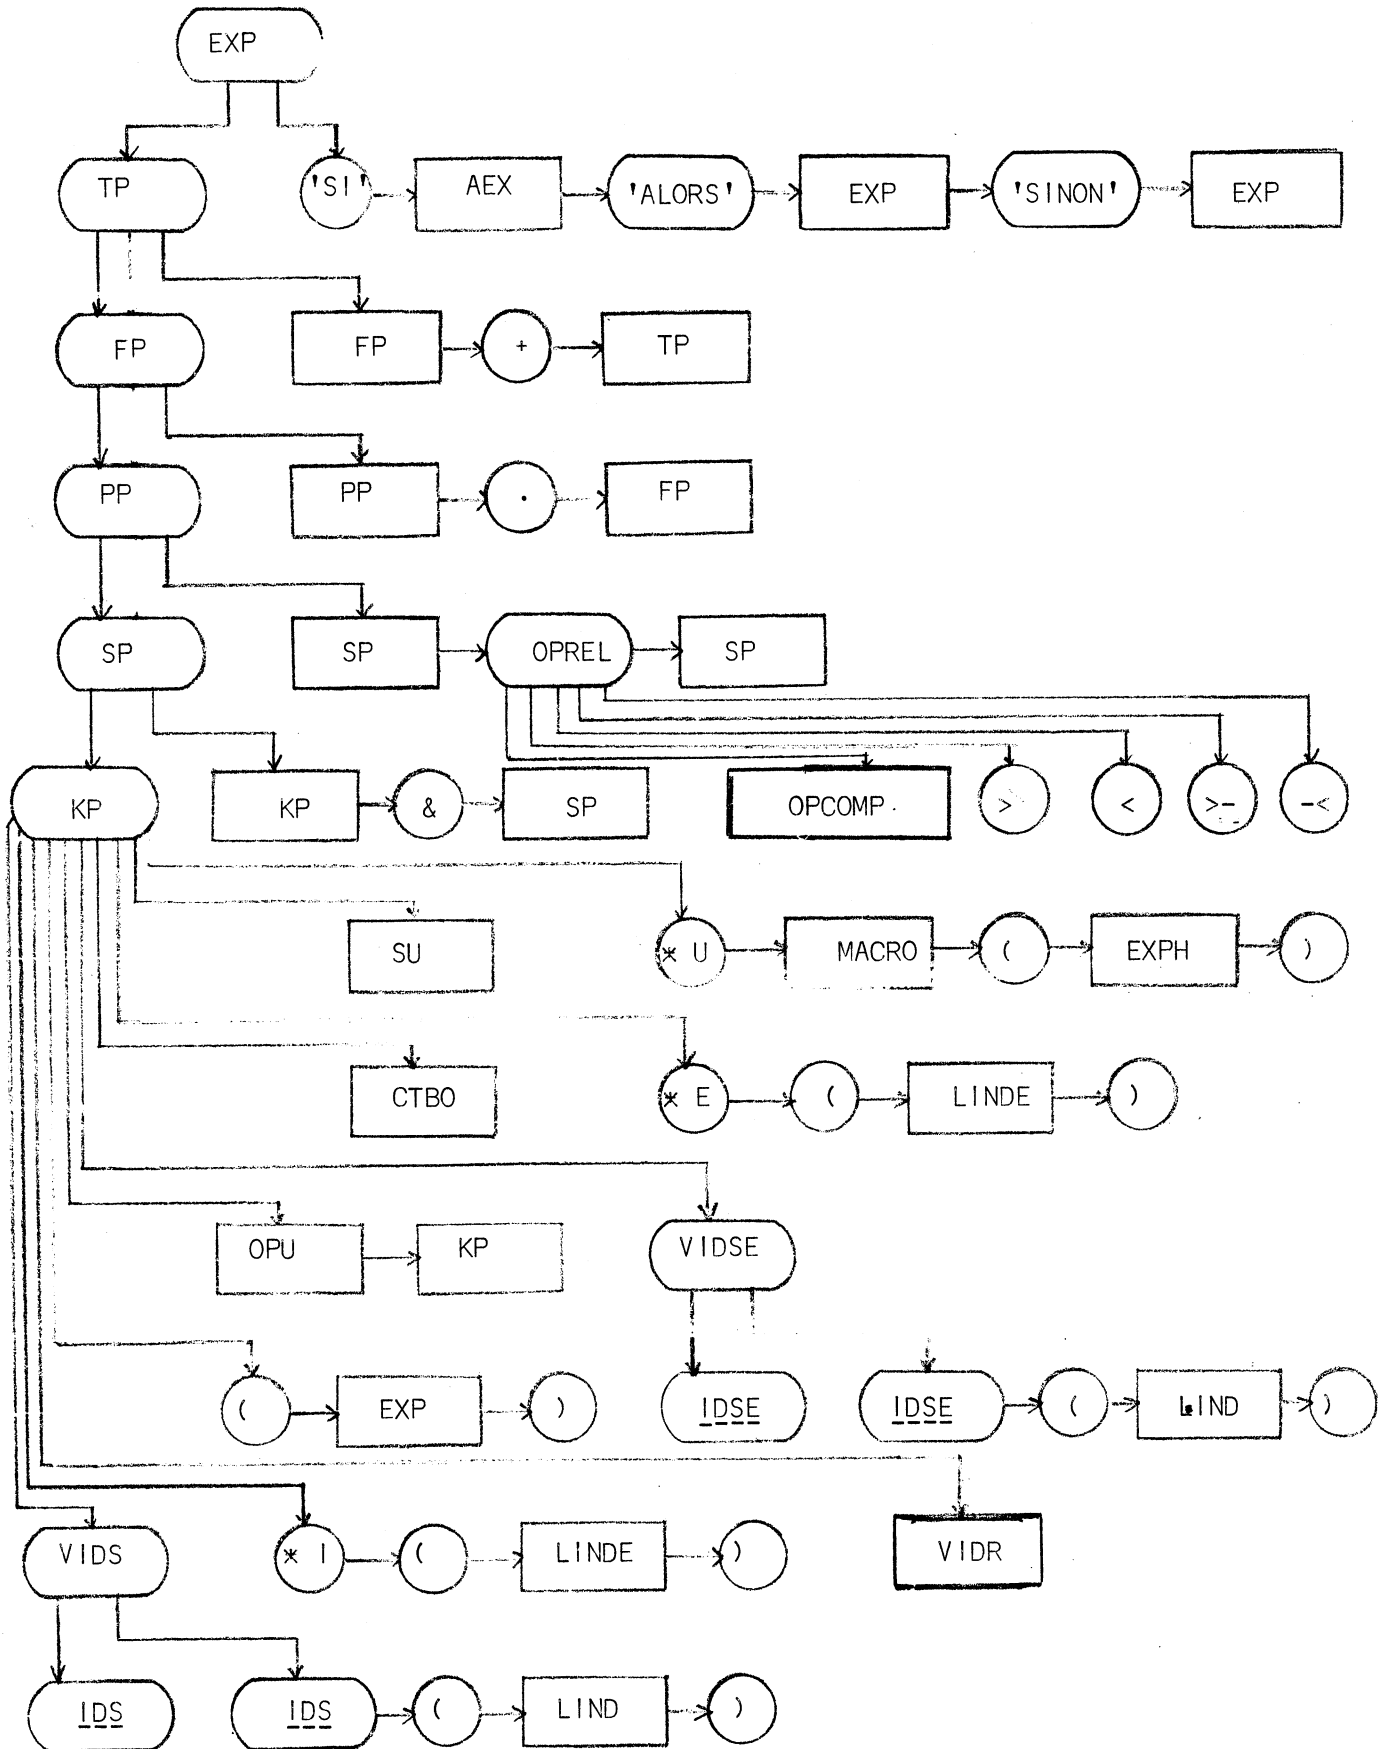 EXP
TP 'SI' AEX 'ALORS' EXP 'SINON' EXP
FP FP + TP
PP PP . FP
SP SP OPREL SP
KP KP & SP OPCOMP. > < >- -<
SU * U MACRO ( EXPH )
CTBO * E ( LINDE )
OPU KP VIDSE
( EXP ) IDSE IDSE ( LIND )
VIDS * I ( LINDE ) VIDR
IDS IDS ( LIND )